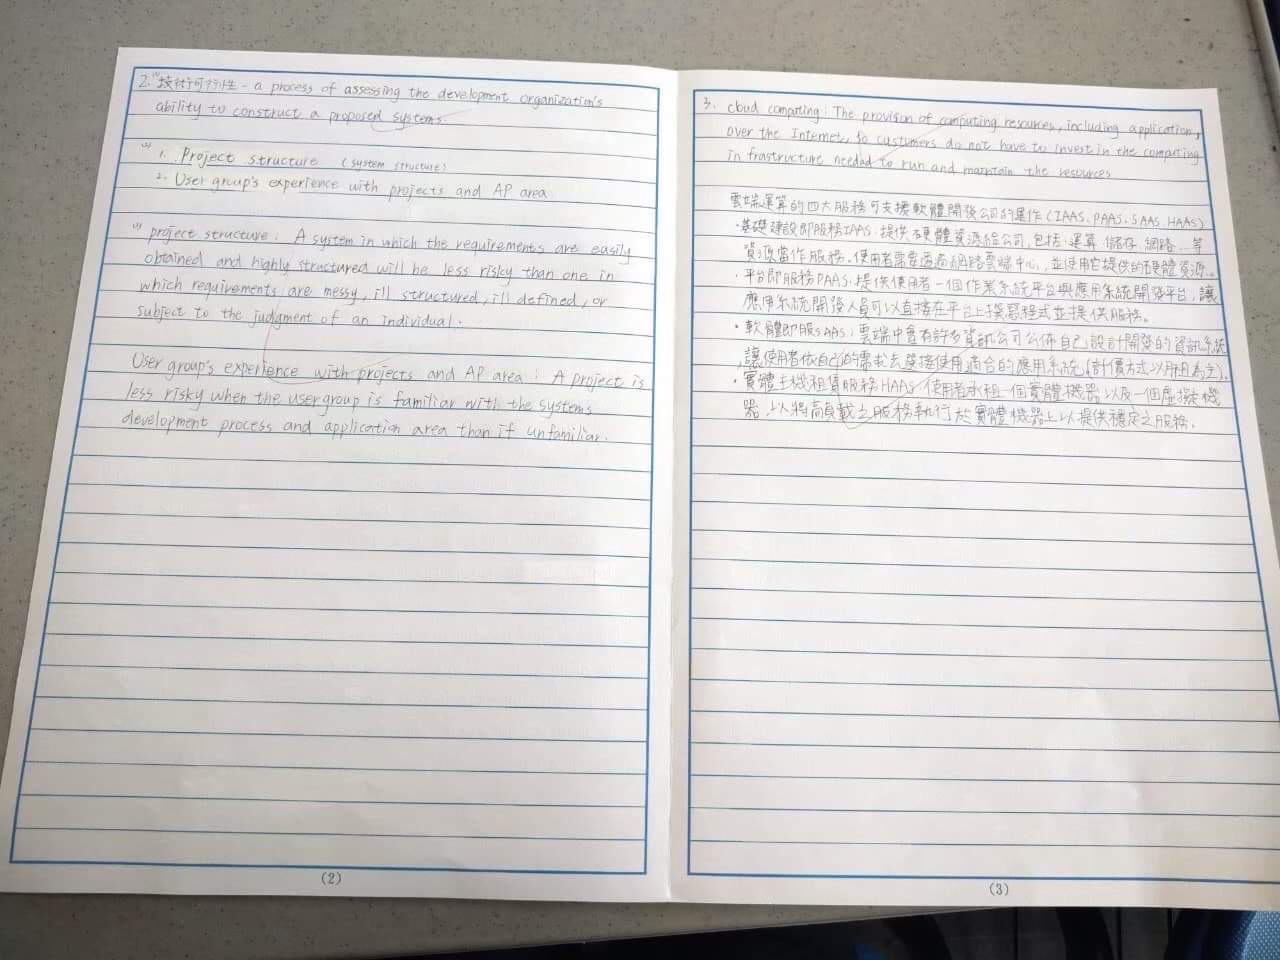 2. (1) 技術可行性 - a process of assessing the development organization's
ability to construct a proposed systems.
(2) 1. Project structure (system structure)
2. User group's experience with projects and AP area.
(3) project structure : A system in which the requirements are easily
obtained and highly structured will be less risky than one in
which requirements are messy, ill structured, ill defined, or
subject to the judgment of an individual.
User group's experience with projects and AP area : A project is
less risky when the user group is familiar with the systems
development process and application area than if unfamiliar.
(2)
3. cloud computing : The provision of computing resources, including application,
over the Internet, so customers do not have to invest in the computing
infrastructure needed to run and maintain the resources
雲端運算的四大服務可支援軟體開發公司的運作(IAAS、PAAS、SAAS、HAAS)
·基礎建設即服務IAAS:提供硬體資源給公司,包括:運算、儲存、網路...等
資源當作服務。使用者需要透過網路雲端中心,並使用它提供的硬體資源。
·平台即服務PAAS:提供使用者一個作業系統平台與應用系統開發平台,讓
應用系統開發人員可以直接在平台上撰寫程式並提供服務。
·軟體即服SAAS:雲端中會有許多資訊公司公佈自己設計開發的資訊系統
,讓使用者依自己的需求去發接使用適合的應用系統(計價方式以月租為主)。
·實體主機租賃服務HAAS:使用者承租一個實體機器以及一個虛擬機
器,以將高負載之服務執行於實體機器上以提供穩定之服務。
(3)